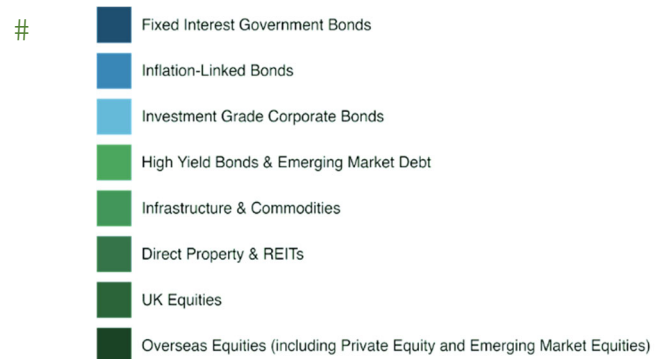 #
Fixed Interest Government Bonds
Inflation-Linked Bonds
Investment Grade Corporate Bonds
High Yield Bonds & Emerging Market Debt
Infrastructure & Commodities
Direct Property & REITs
UK Equities
Overseas Equities (including Private Equity and Emerging Market Equities)